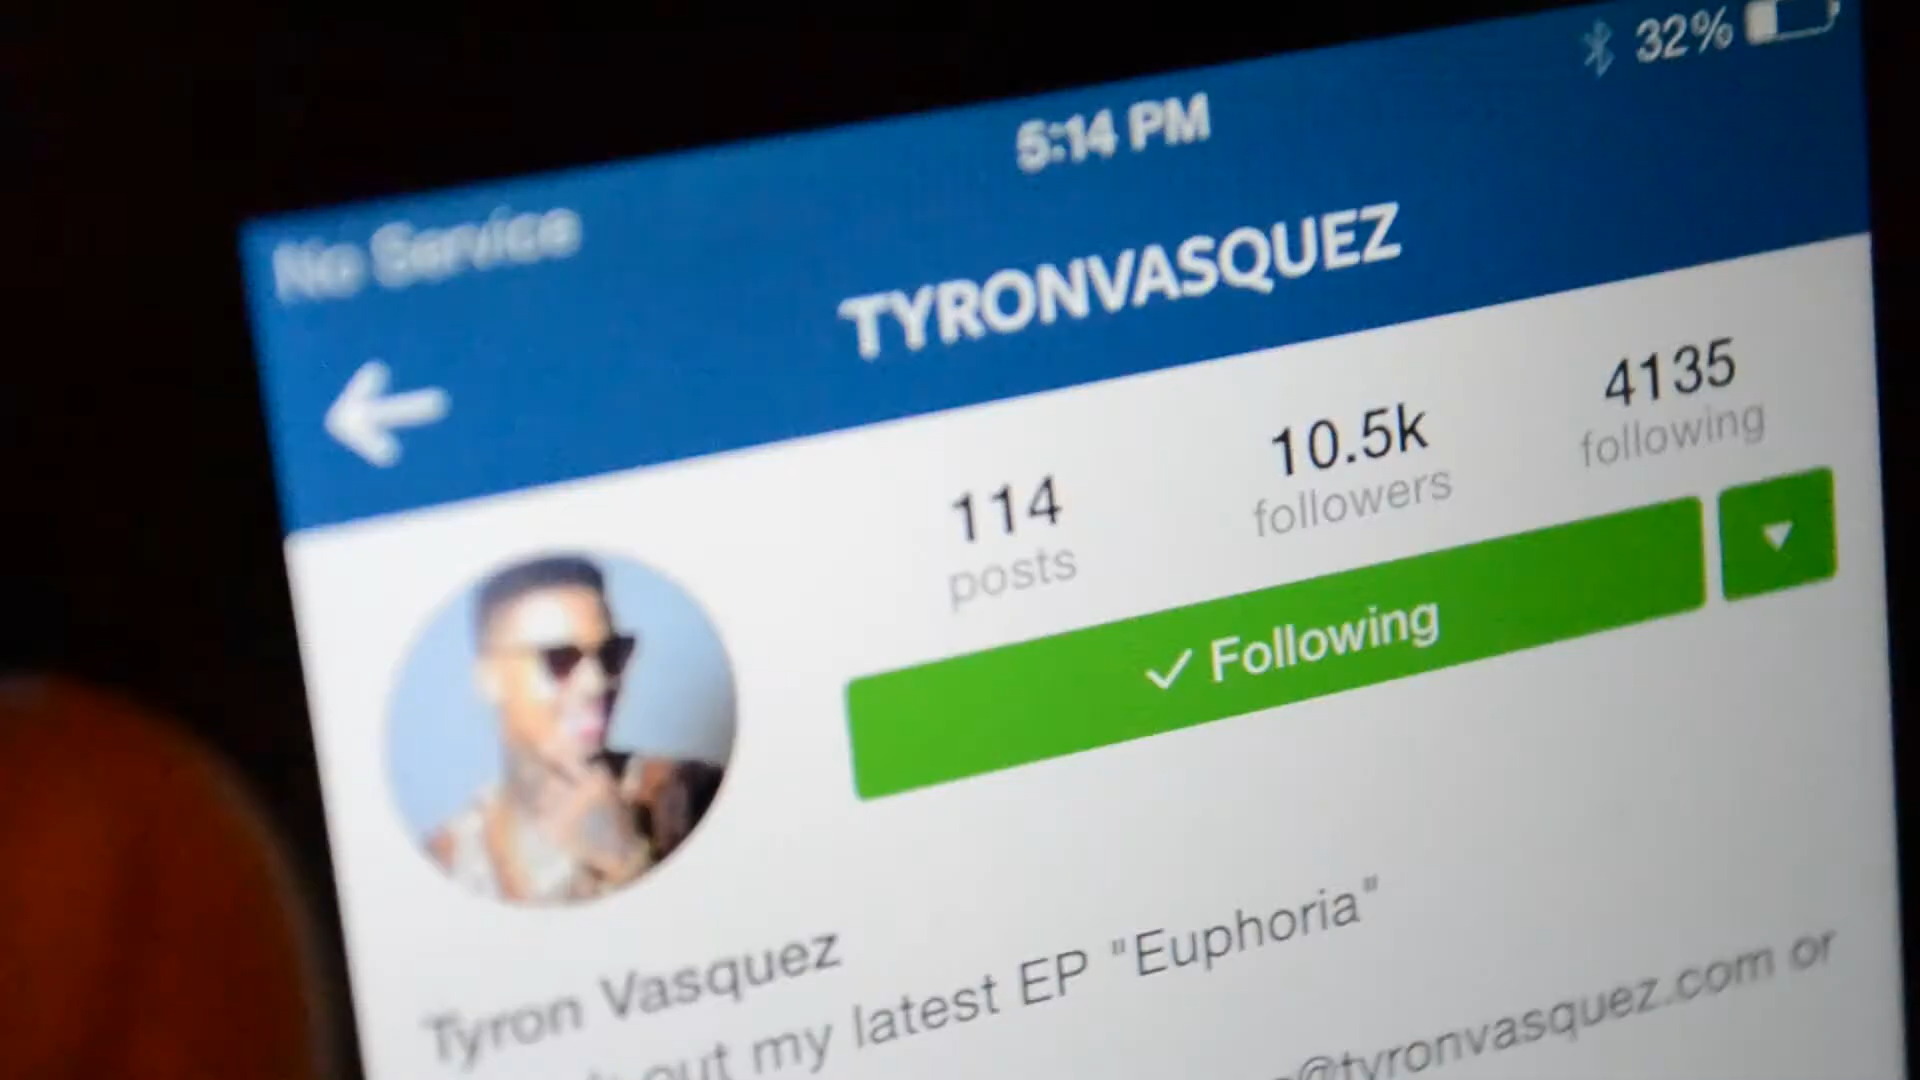 No Service 5:14 PM 32%
TYRONVASQUEZ
114 10.5k 4135
posts followers following
✓ Following
Tyron Vasquez
out my latest EP "Euphoria"
@tyronvasquez.com or